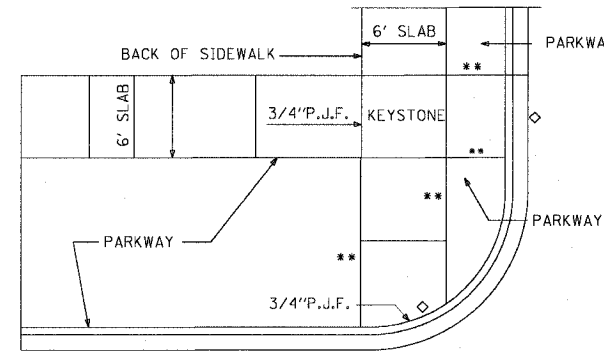 6' SLAB
PARKWA
BACK OF SIDEWALK
**
6' SLAB
3/4"P.J.F.
KEYSTONE
**
**
PARKWAY
PARKWAY
**
3/4"P.J.F.